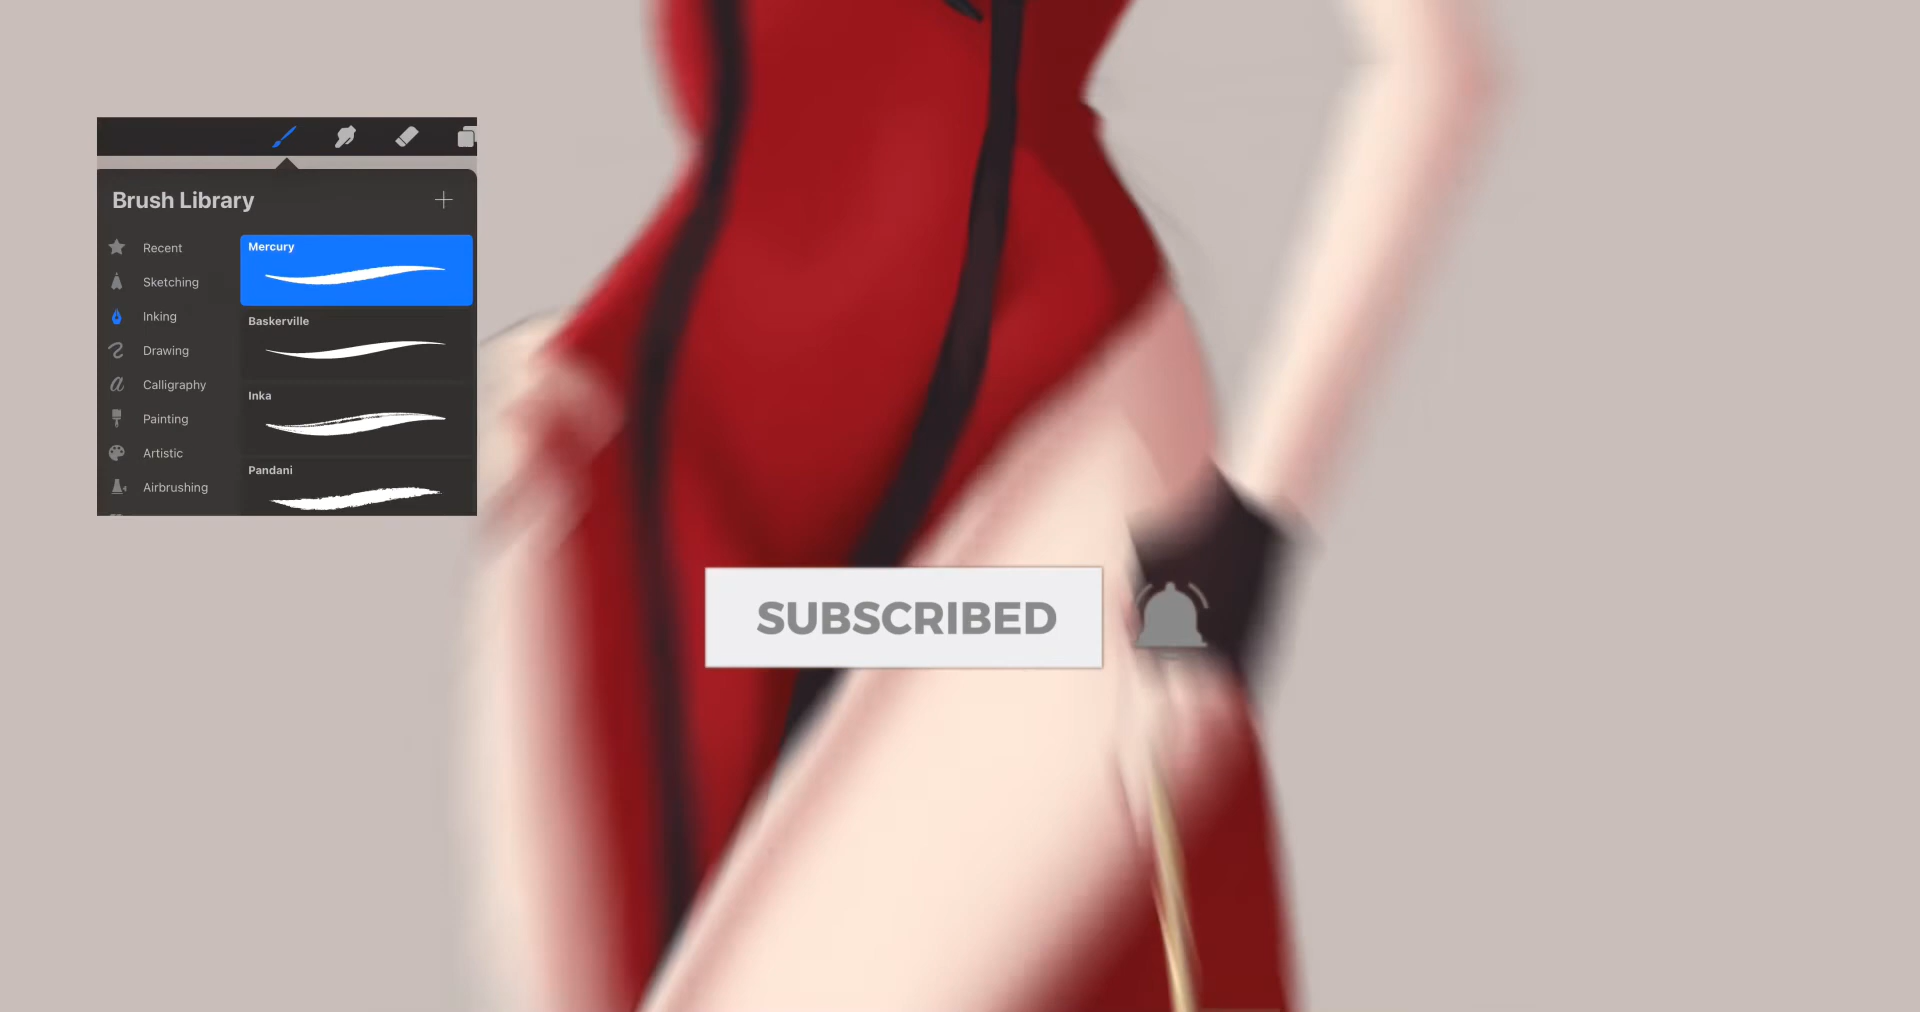 Brush Library
Recent
Sketching
Inking
Drawing
Calligraphy
Painting
Artistic
Airbrushing
Mercury
Baskerville
Inka
Pandani
SUBSCRIBED